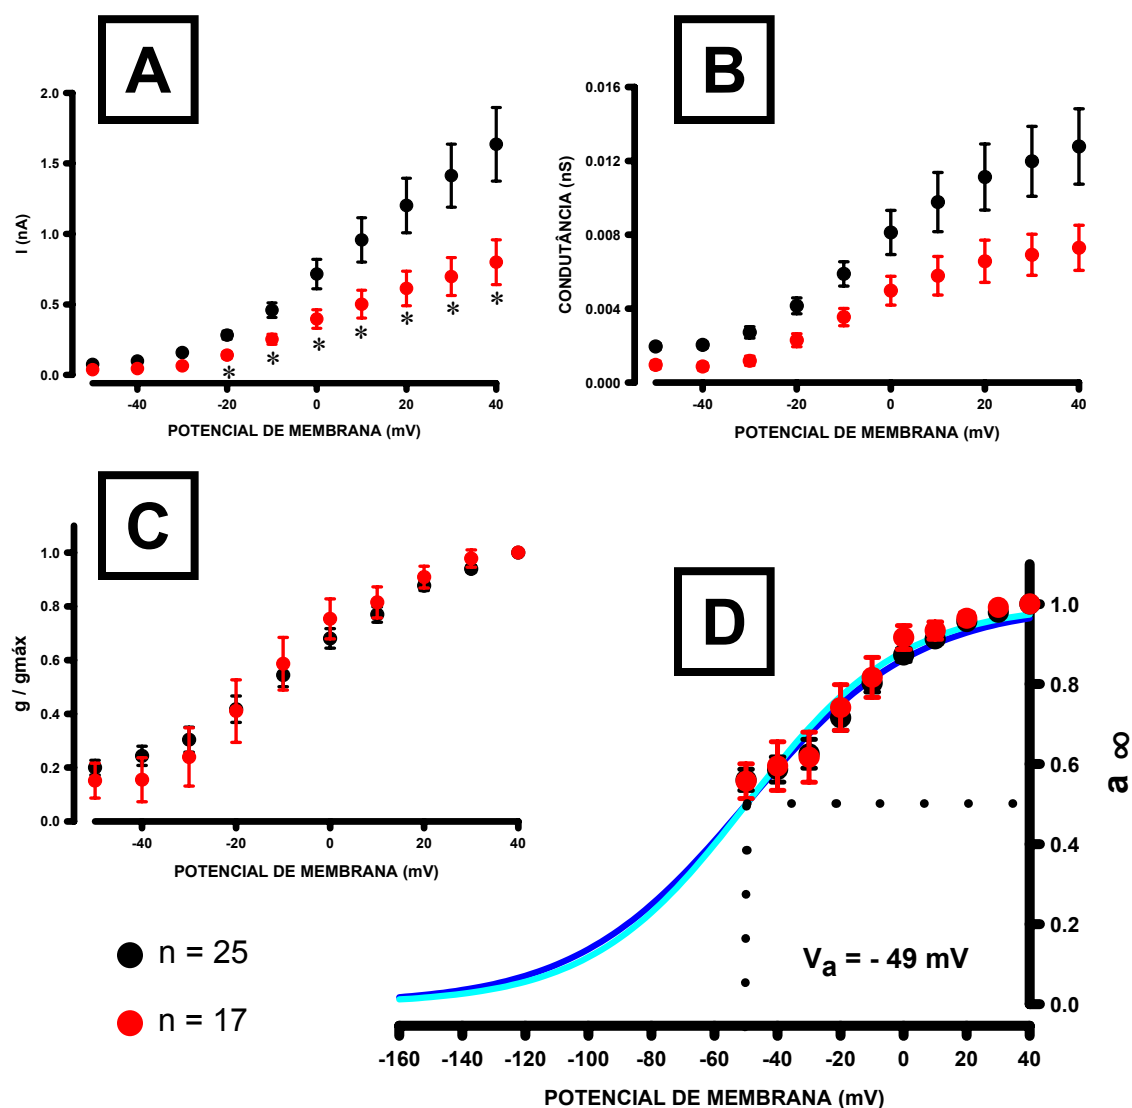 A
2.0
1.5
1.0
0.5
0.0
I (nA)
* * * * * * *
-40 -20 0 20 40
POTENCIAL DE MEMBRANA (mV)
B
0.016
0.012
0.008
0.004
0.000
CONDUTÂNCIA (nS)
-40 -20 0 20 40
POTENCIAL DE MEMBRANA (mV)
C
1.0
0.8
0.6
0.4
0.2
0.0
g / gmáx
-40 -20 0 20 40
POTENCIAL DE MEMBRANA (mV)
n = 25
n = 17
D
1.0
0.8
0.6
0.4
0.2
0.0
a ∞
Va = - 49 mV
-160 -140 -120 -100 -80 -60 -40 -20 0 20 40
POTENCIAL DE MEMBRANA (mV)